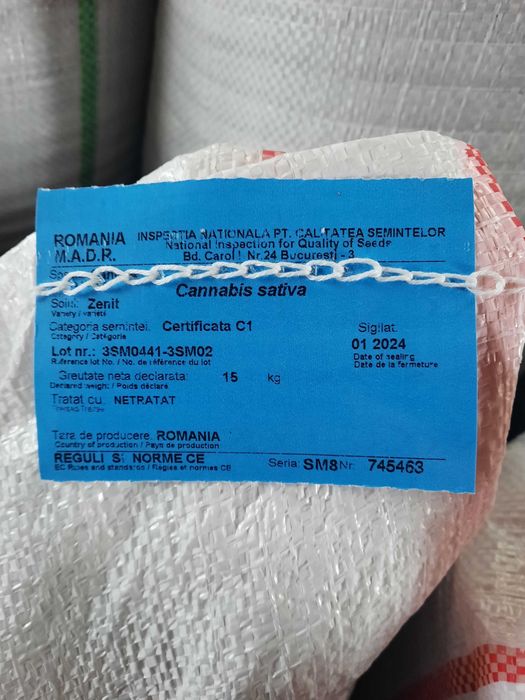 ROMANIA
M.A.D.R.
INSPECTIA NATIONALA PT. CALITATEA SEMINTELOR
National Inspection for Quality of Seeds
Bd. Carol I Nr.24 Bucuresti - 3
Cannabis sativa
Soiul: Zenit
Variety / Variété
Categoria semintei: Certificata C1
Category / Catégorie
Sigilat:
01 2024
Date of sealing
Date de la fermeture
Lot nr.: 3SM0441-3SM02
Reference lot No. / No. de référence du lot
Greutate neta declarata: 15 kg
Declared weight / Poids déclaré
Tratat cu: NETRATAT
Tara de producere: ROMANIA
Country of production / Pays de production
REGULI SI NORME CE
EC Rules and standards / Règles et normes CE
Seria: SM8 Nr. 745463